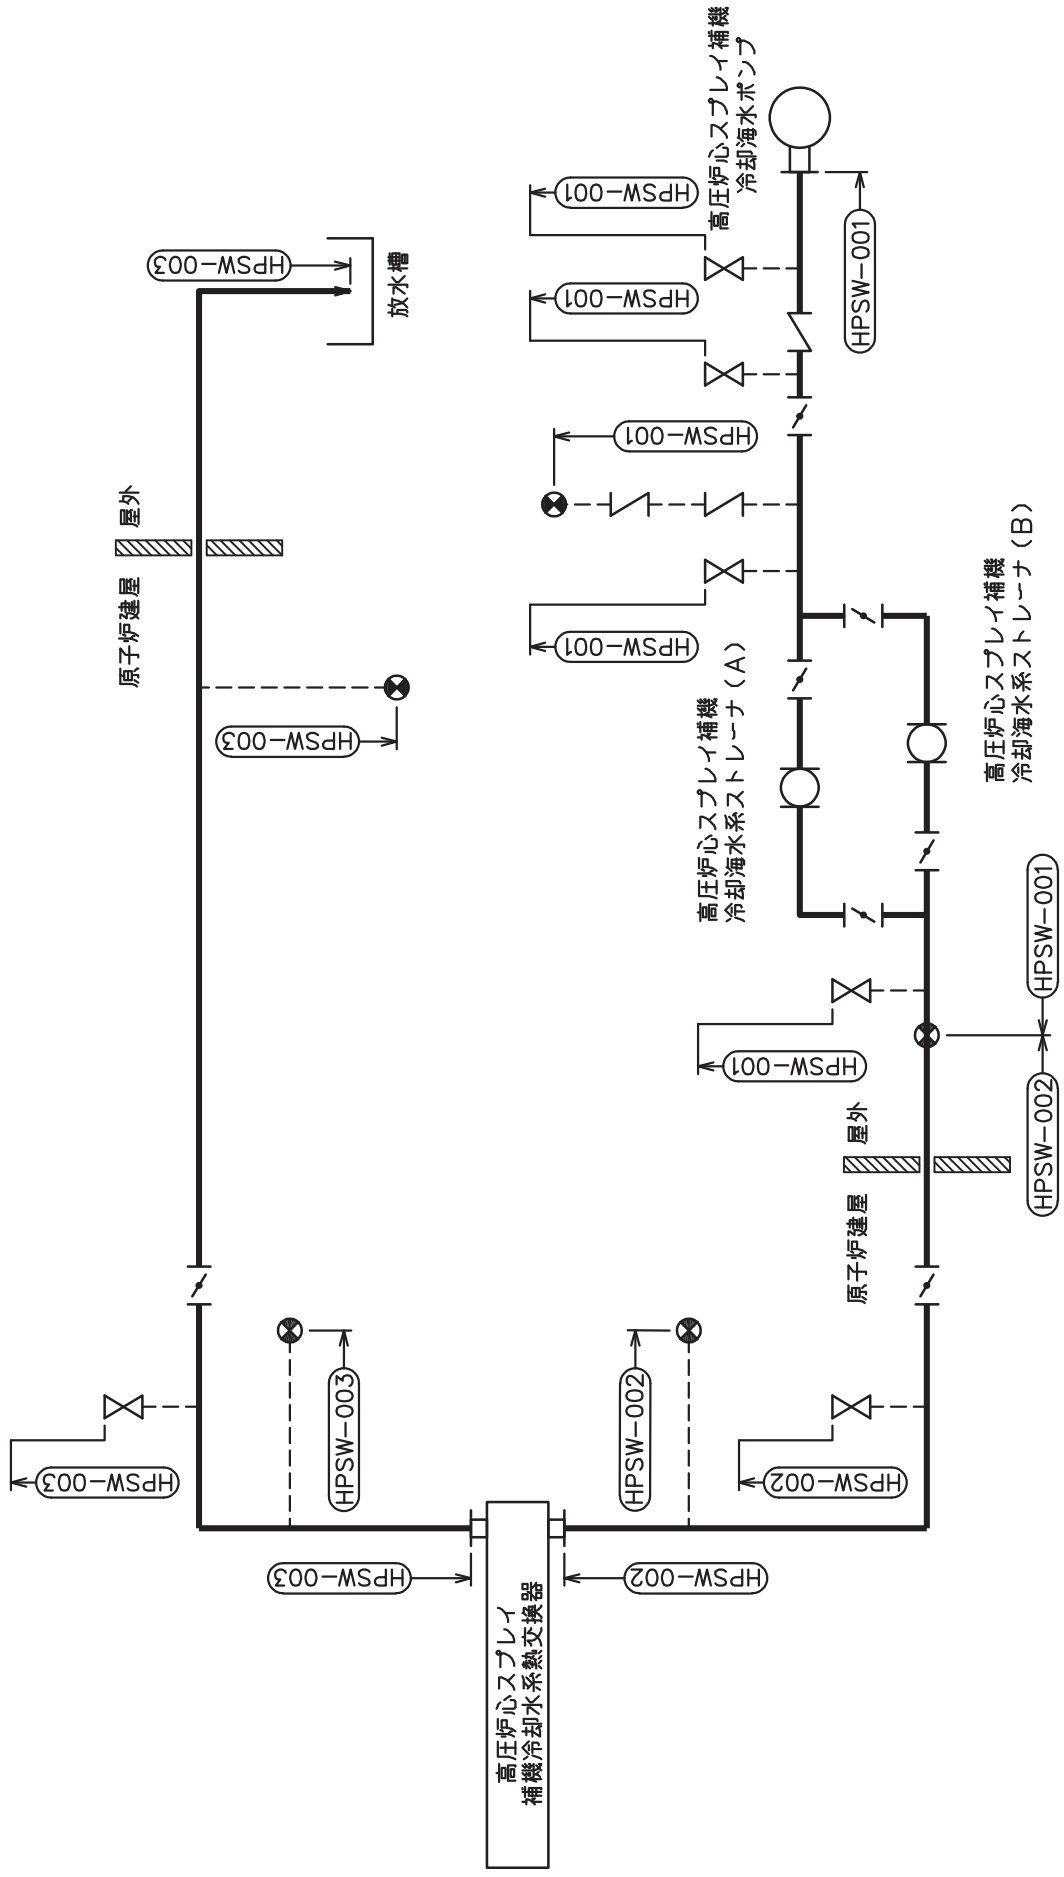 HPSW-003
放水槽
原子炉建屋 屋外
HPSW-003
HPSW-003
HPSW-003
HPSW-003
高圧炉心スプレイ
補機冷却水系熱交換器
HPSW-002
HPSW-002
HPSW-002
原子炉建屋 屋外
HPSW-002
HPSW-001
HPSW-001
高圧炉心スプレイ補機
冷却海水系ストレーナ(A)
高圧炉心スプレイ補機
冷却海水系ストレーナ(B)
HPSW-001
HPSW-001
HPSW-001
HPSW-001
高圧炉心スプレイ補機
冷却海水ポンプ
HPSW-001